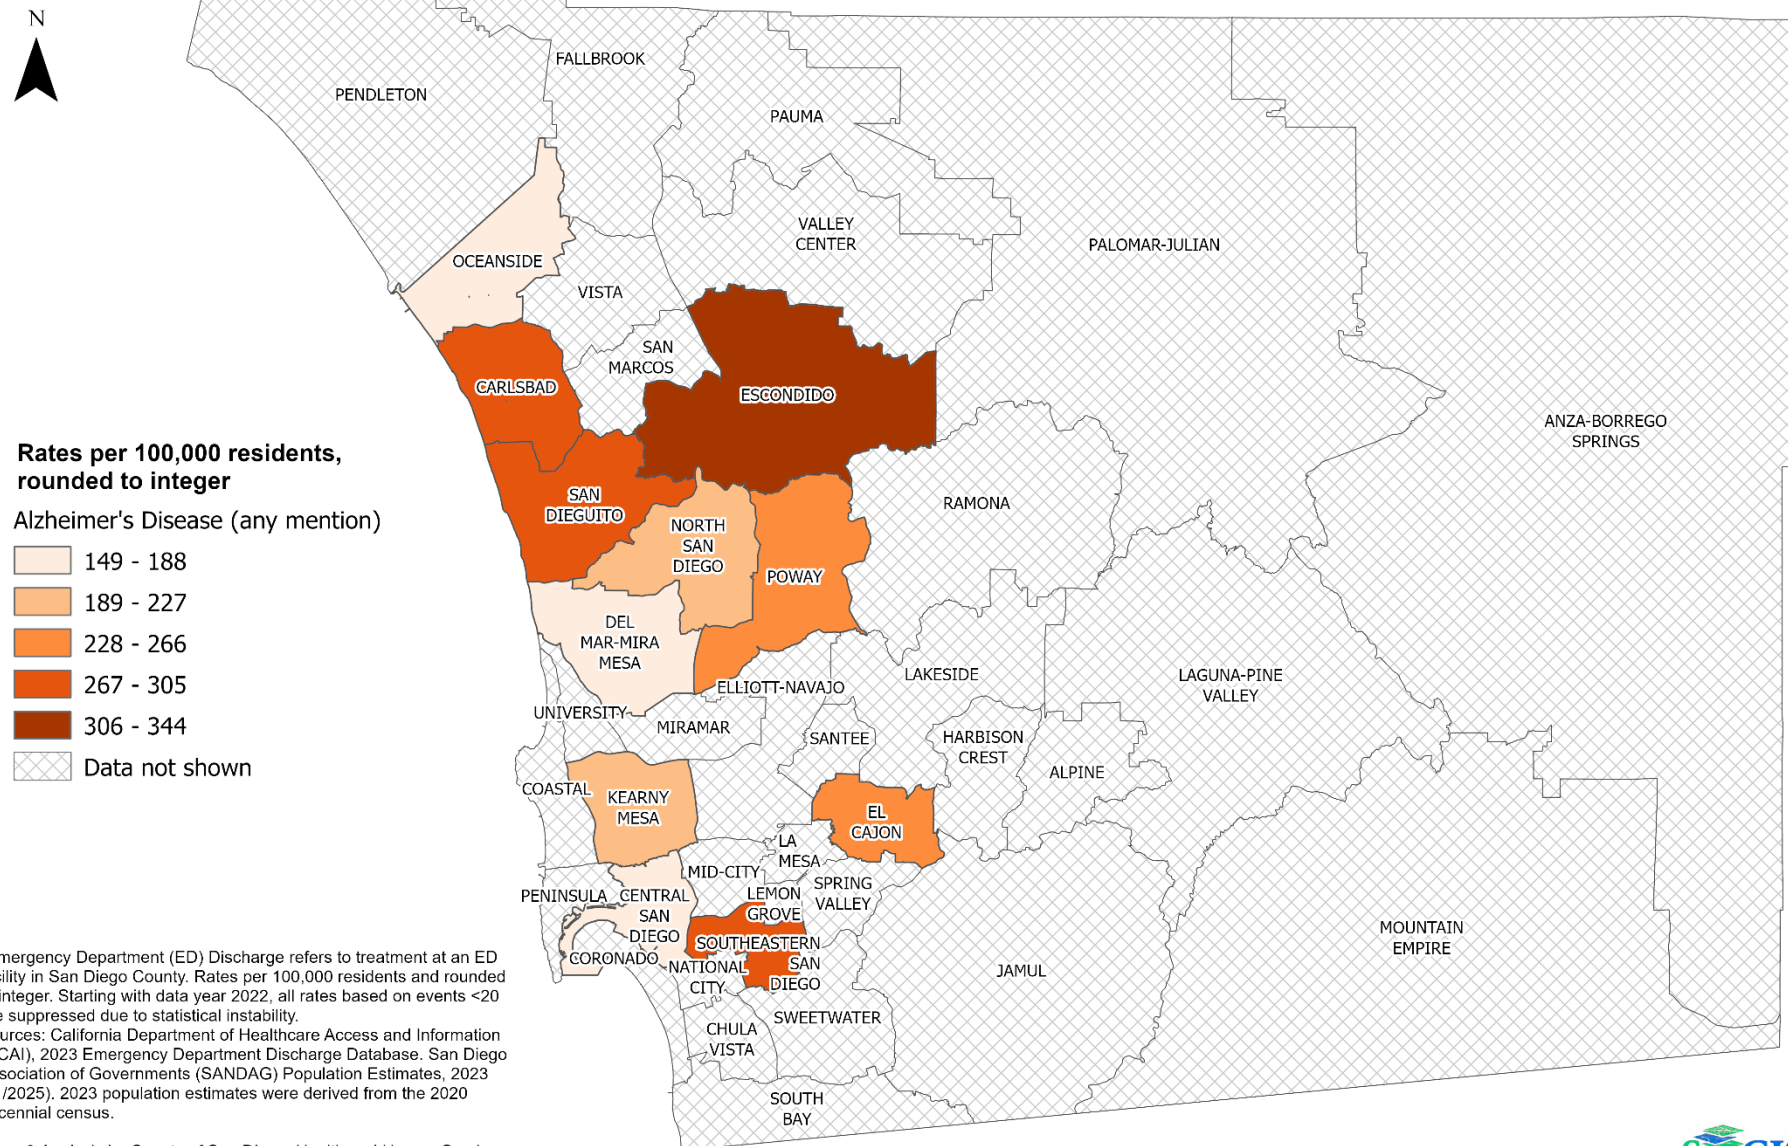 N
FALLBROOK
PENDLETON
PAUMA
VALLEY
CENTER
PALOMAR-JULIAN
OCEANSIDE
VISTA
SAN
MARCOS
CARLSBAD
ESCONDIDO
ANZA-BORREGO
SPRINGS
Rates per 100,000 residents,
rounded to integer
Alzheimer's Disease (any mention)
149 - 188
189 - 227
228 - 266
267 - 305
306 - 344
Data not shown
SAN
DIEGUITO
NORTH
SAN
DIEGO
POWAY
RAMONA
DEL
MAR-MIRA
MESA
ELLIOTT-NAVAJO
LAKESIDE
LAGUNA-PINE
VALLEY
UNIVERSITY
MIRAMAR
SANTEE
HARBISON
CREST
ALPINE
COASTAL
KEARNY
MESA
EL
CAJON
LA
MESA
MID-CITY
SPRING
VALLEY
PENINSULA
CENTRAL
SAN
DIEGO
LEMON
GROVE
CORONADO
SOUTHEASTERN
SAN
DIEGO
NATIONAL
CITY
JAMUL
MOUNTAIN
EMPIRE
SWEETWATER
CHULA
VISTA
SOUTH
BAY
mergency Department (ED) Discharge refers to treatment at an ED
cility in San Diego County. Rates per 100,000 residents and rounded
integer. Starting with data year 2022, all rates based on events <20
e suppressed due to statistical instability.
urces: California Department of Healthcare Access and Information
CAI), 2023 Emergency Department Discharge Database. San Diego
sociation of Governments (SANDAG) Population Estimates, 2023
/2025). 2023 population estimates were derived from the 2020
cennial census.